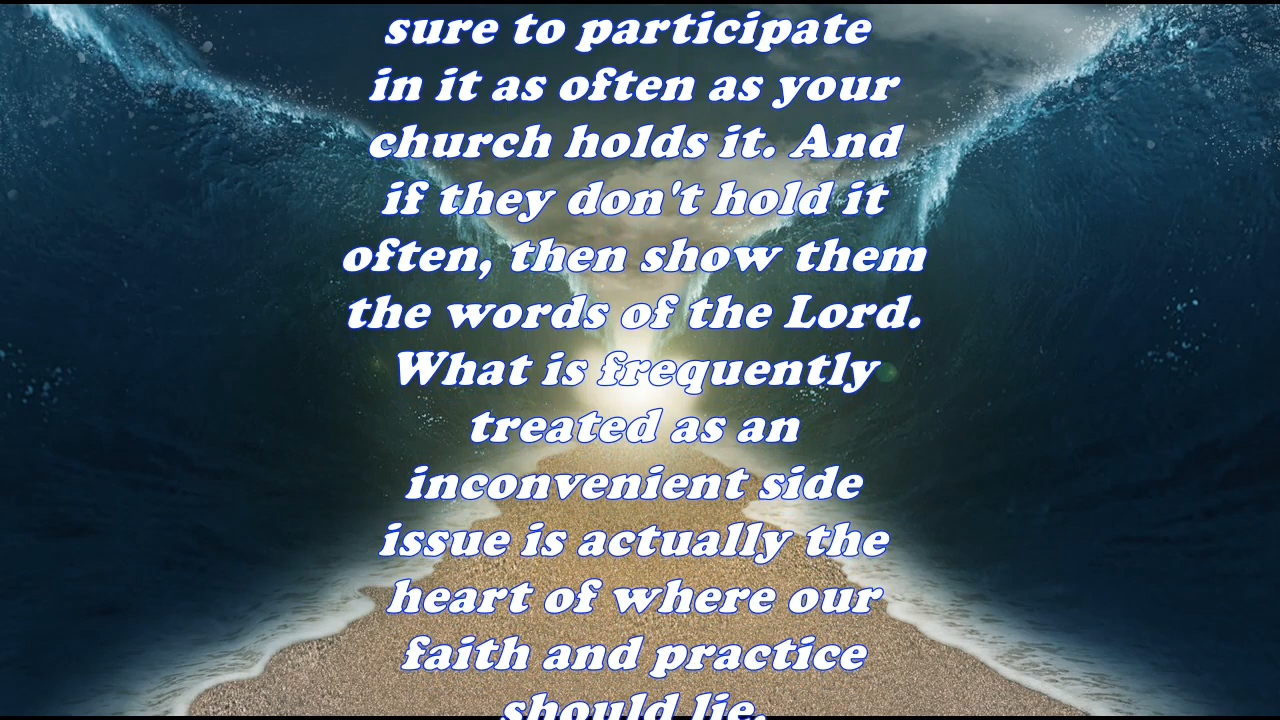 sure to participate
in it as often as your
church holds it. And
if they don't hold it
often, then show them
the words of the Lord.
What is frequently
treated as an
inconvenient side
issue is actually the
heart of where our
faith and practice
should lie.